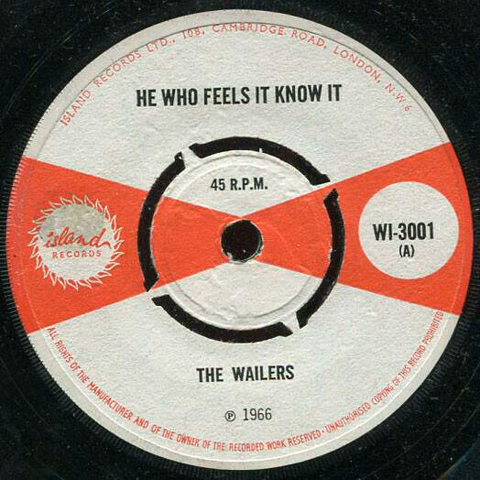 ISLAND RECORDS LTD., 108, CAMBRIDGE ROAD, LONDON, N.W.6
HE WHO FEELS IT KNOW IT
45 R.P.M.
island
RECORDS
WI-3001
(A)
THE WAILERS
℗ 1966
ALL RIGHTS OF THE MANUFACTURER AND OF THE OWNER OF THE RECORDED WORK RESERVED · UNAUTHORISED COPYING OF THIS RECORD PROHIBITED